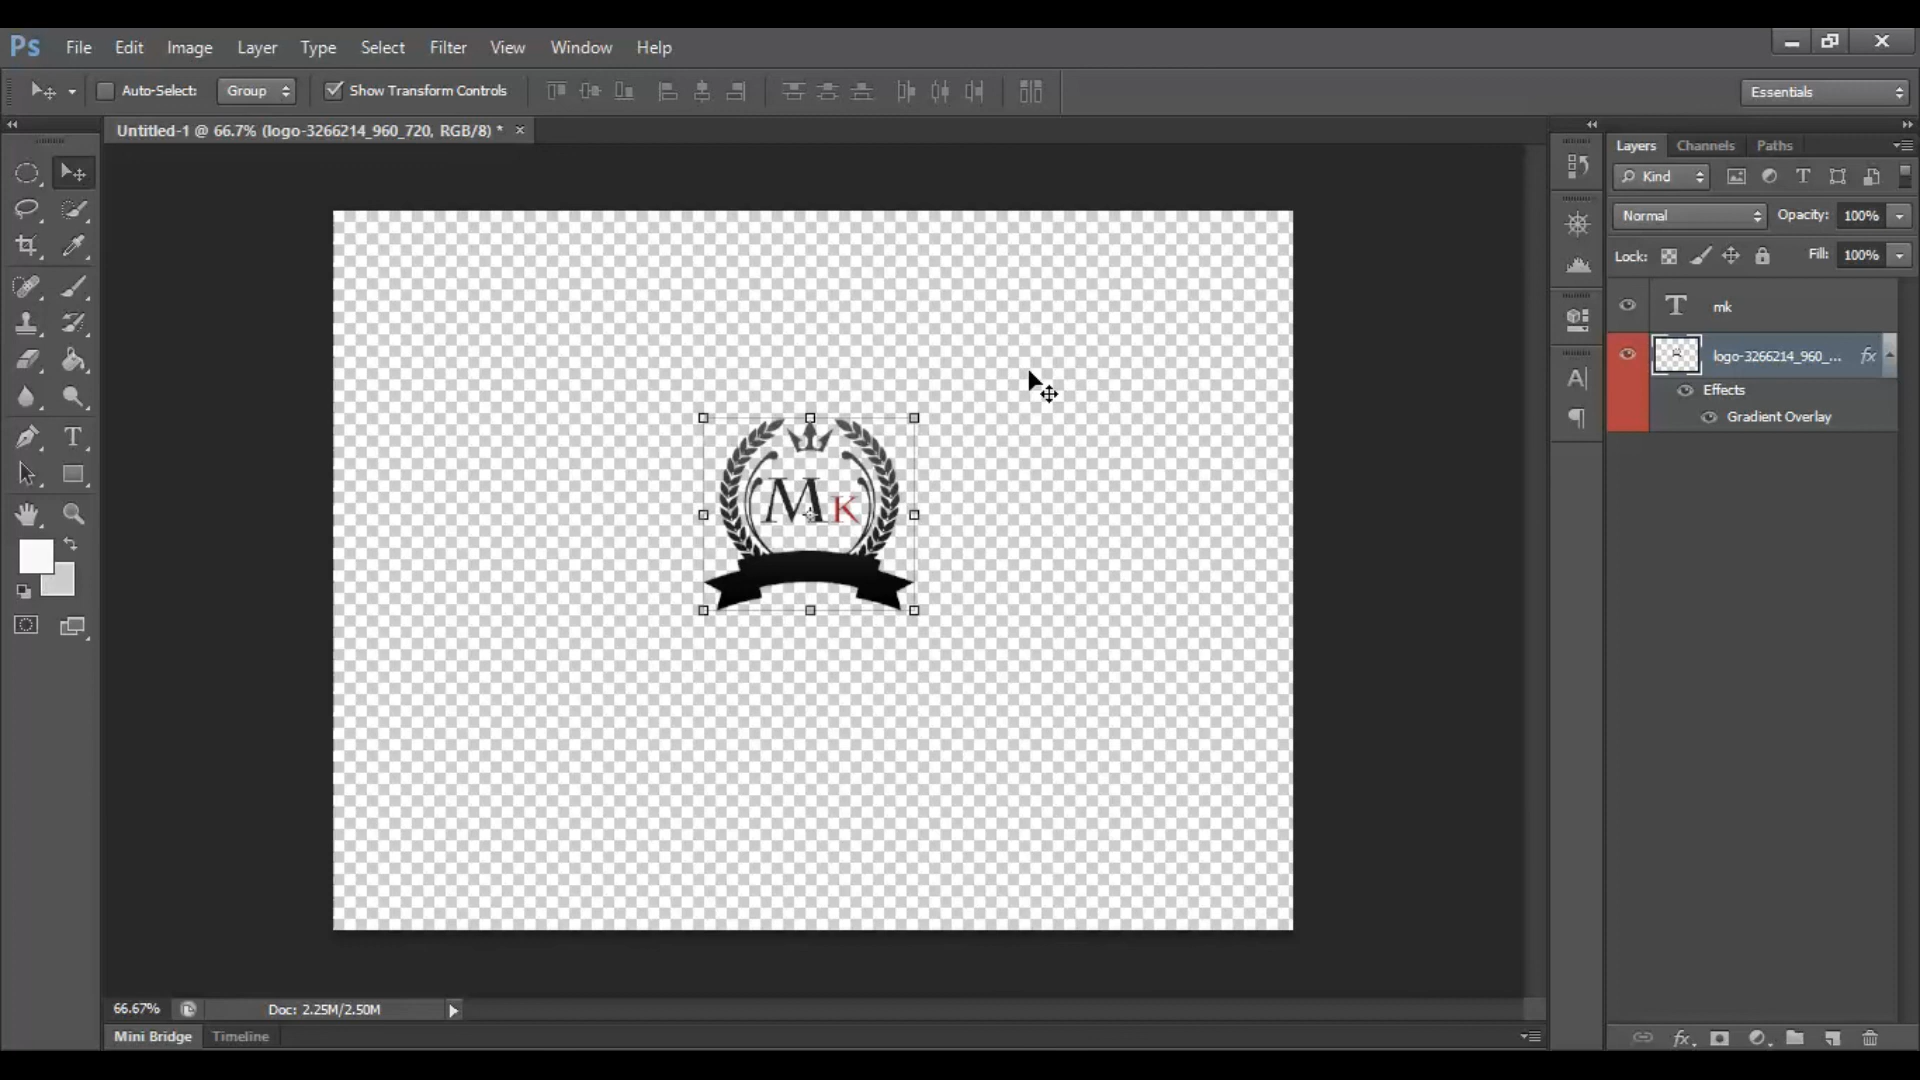 Ps File Edit Image Layer Type Select Filter View Window Help
Auto-Select: Group Show Transform Controls Essentials
Untitled-1 @ 66.7% (logo-3266214_960_720, RGB/8) * ×
Layers Channels Paths
Kind
Normal Opacity: 100%
Lock: Fill: 100%
mk
logo-3266214_960_... fx
Effects
Gradient Overlay
MK
66.67% Doc: 2.25M/2.50M
Mini Bridge Timeline